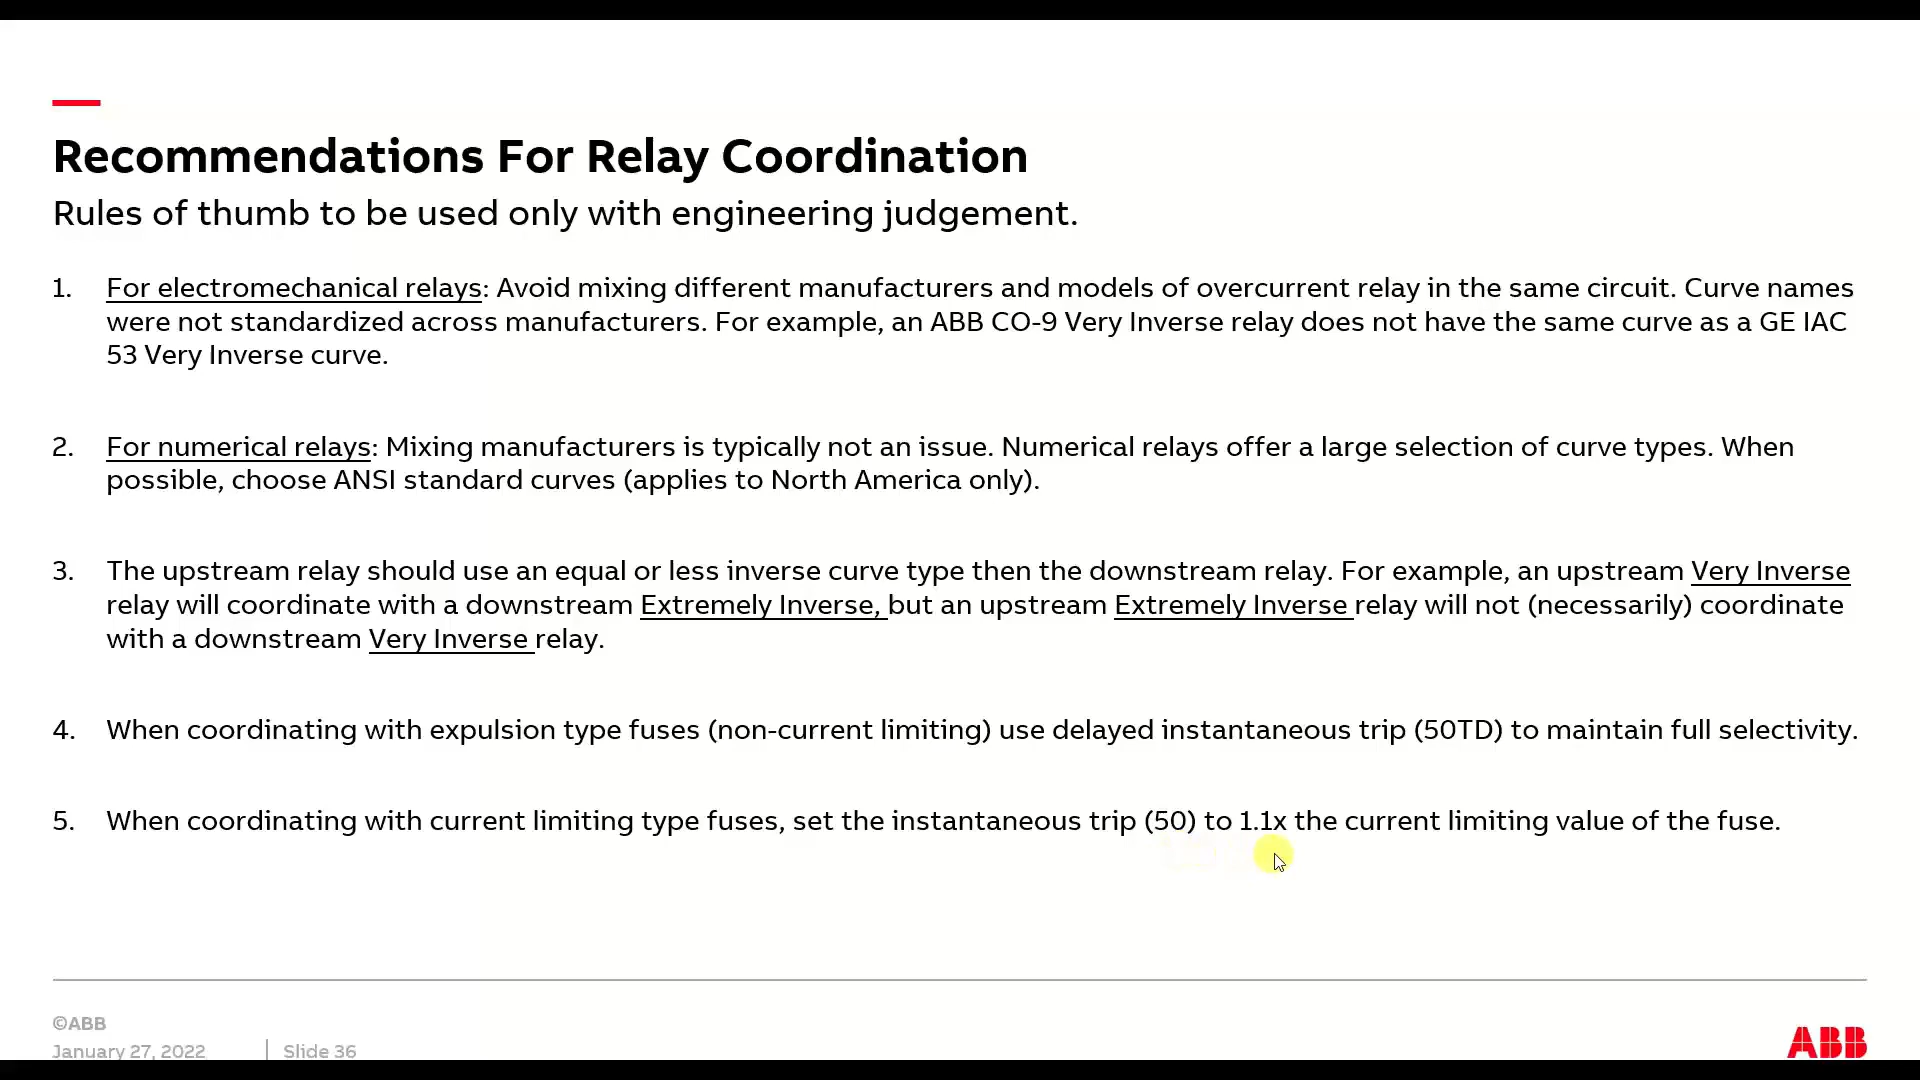 Recommendations For Relay Coordination
Rules of thumb to be used only with engineering judgement.
1. For electromechanical relays: Avoid mixing different manufacturers and models of overcurrent relay in the same circuit. Curve names
were not standardized across manufacturers. For example, an ABB CO-9 Very Inverse relay does not have the same curve as a GE IAC
53 Very Inverse curve.
2. For numerical relays: Mixing manufacturers is typically not an issue. Numerical relays offer a large selection of curve types. When
possible, choose ANSI standard curves (applies to North America only).
3. The upstream relay should use an equal or less inverse curve type then the downstream relay. For example, an upstream Very Inverse
relay will coordinate with a downstream Extremely Inverse, but an upstream Extremely Inverse relay will not (necessarily) coordinate
with a downstream Very Inverse relay.
4. When coordinating with expulsion type fuses (non-current limiting) use delayed instantaneous trip (50TD) to maintain full selectivity.
5. When coordinating with current limiting type fuses, set the instantaneous trip (50) to 1.1x the current limiting value of the fuse.
©ABB
January 27, 2022 Slide 36
ABB